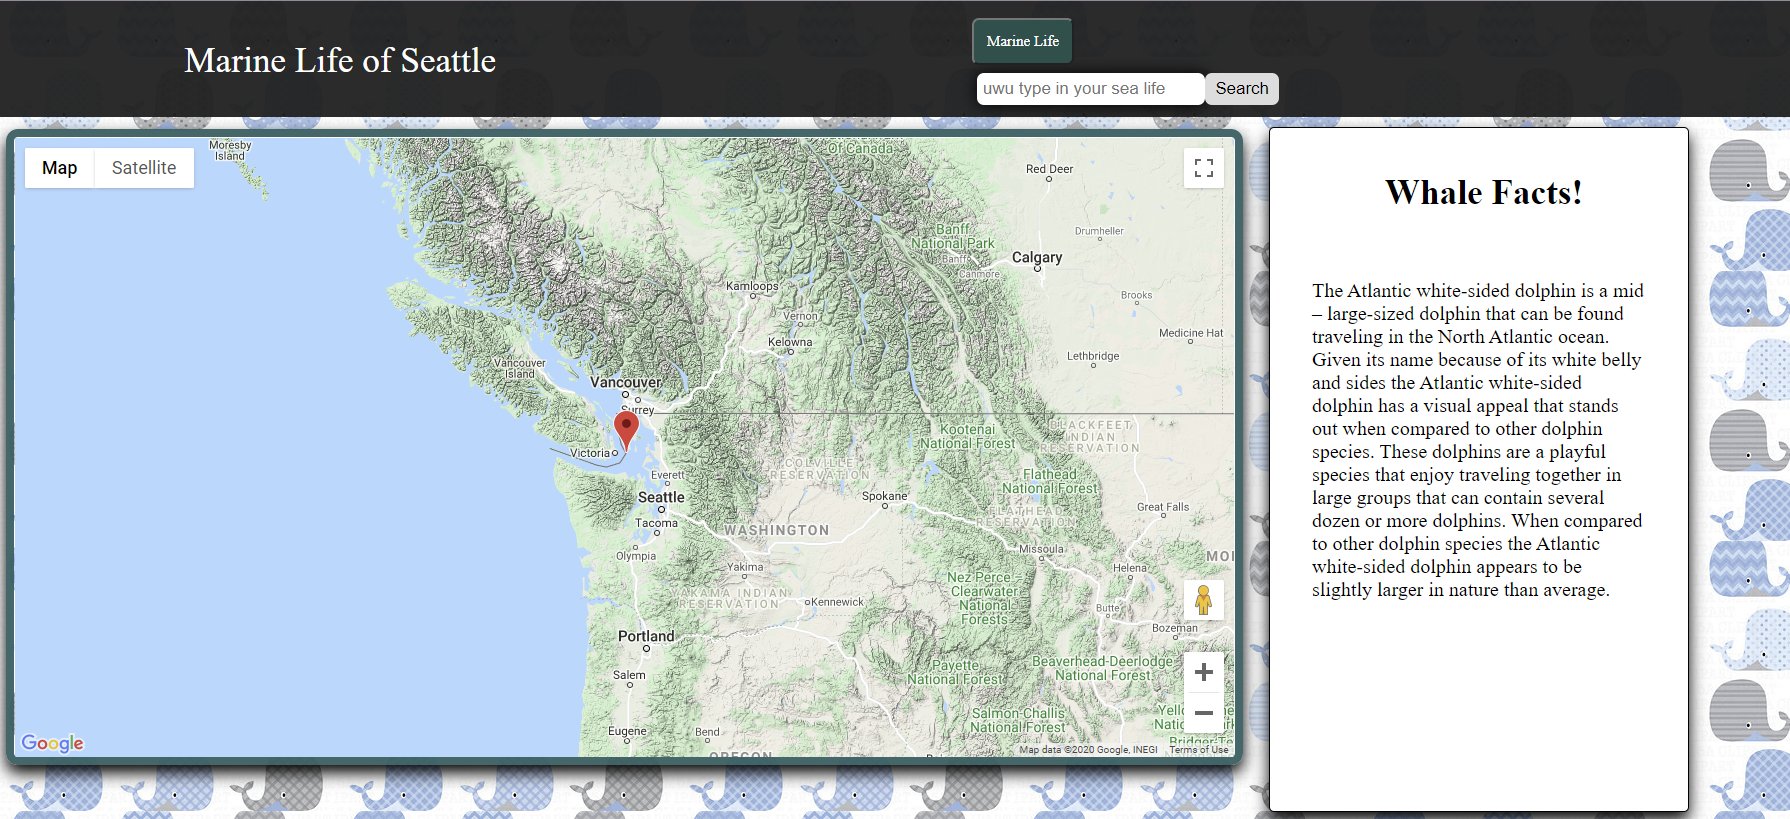 Marine Life of Seattle
Marine Life
uwu type in your sea life
Search
Map
Satellite
Moresby
Island
Of Canada
Red Deer
Drumheller
Banff
National Park
Banff
Calgary
Canmore
Kamloops
Brooks
Vernon
Medicine Hat
Kelowna
Lethbridge
Vancouver
Island
Vancouver
Surrey
Kootenai
National Forest
BLACKFEET
INDIAN
RESERVATION
Victoria
COLVILLE
RESERVATION
Everett
Flathead
National Forest
Spokane
Seattle
Great Falls
FLATHEAD
RESERVATION
Tacoma
WASHINGTON
Olympia
Missoula
MO
Yakima
Helena
Nez Perce –
Clearwater
National
Forests
YAKAMA INDIAN
RESERVATION
Kennewick
Butte
Bozeman
Portland
Payette
National Forest
Beaverhead-Deerlodge
National Forest
Salem
Salmon-Challis
National Forest
Eugene
Bend
OREGON
Google
Map data ©2020 Google, INEGI
Terms of Use
Whale Facts!
The Atlantic white-sided dolphin is a mid
– large-sized dolphin that can be found
traveling in the North Atlantic ocean.
Given its name because of its white belly
and sides the Atlantic white-sided
dolphin has a visual appeal that stands
out when compared to other dolphin
species. These dolphins are a playful
species that enjoy traveling together in
large groups that can contain several
dozen or more dolphins. When compared
to other dolphin species the Atlantic
white-sided dolphin appears to be
slightly larger in nature than average.